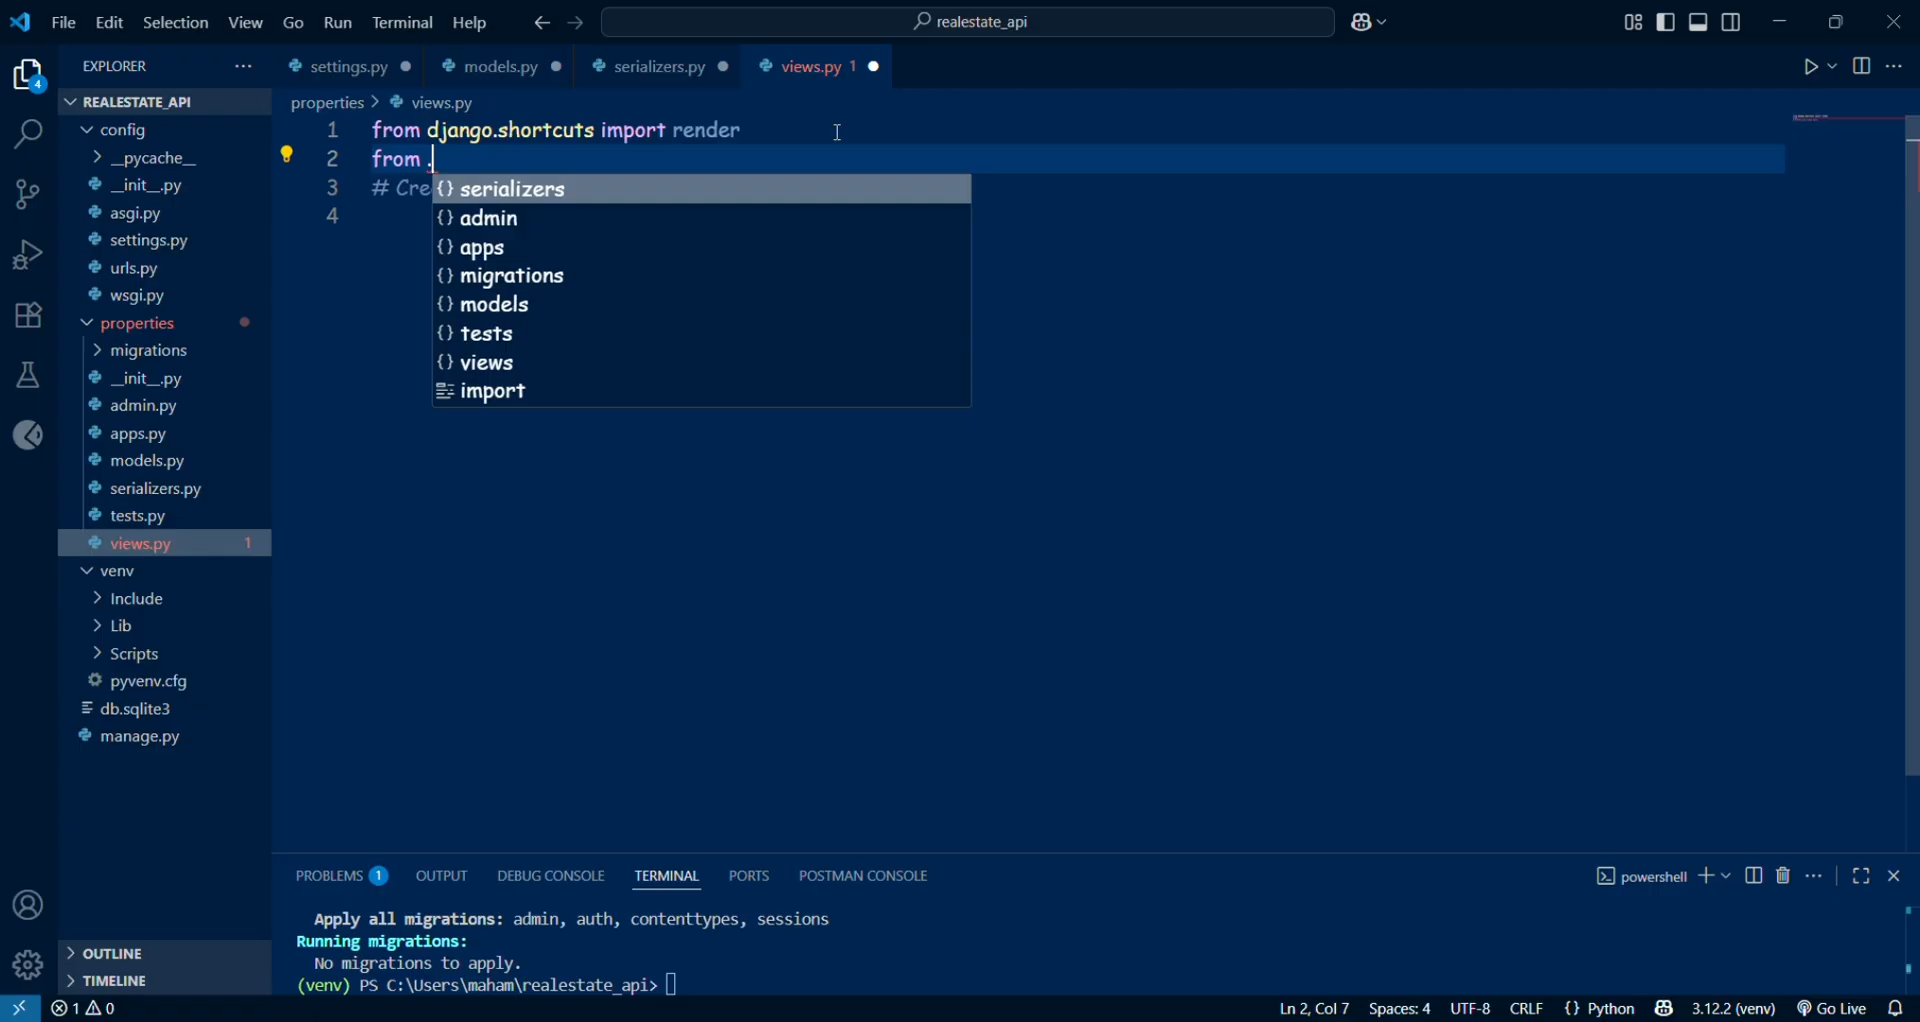 File Edit Selection View Go Run Terminal Help
realestate_api
EXPLORER
settings.py
models.py
serializers.py
views.py 1
4
REALESTATE_API
properties > views.py
config
__pycache__
__init__.py
asgi.py
settings.py
urls.py
wsgi.py
properties
migrations
__init__.py
admin.py
apps.py
models.py
serializers.py
tests.py
views.py 1
venv
Include
Lib
Scripts
pyvenv.cfg
db.sqlite3
manage.py
OUTLINE
TIMELINE
1 from django.shortcuts import render
2 from .
3 # Cre
4
{} serializers
{} admin
{} apps
{} migrations
{} models
{} tests
{} views
import
PROBLEMS 1 OUTPUT DEBUG CONSOLE TERMINAL PORTS POSTMAN CONSOLE
powershell
Apply all migrations: admin, auth, contenttypes, sessions
Running migrations:
No migrations to apply.
(venv) PS C:\Users\maham\realestate_api>
1 0
Ln 2, Col 7 Spaces: 4 UTF-8 CRLF {} Python 3.12.2 (venv) Go Live